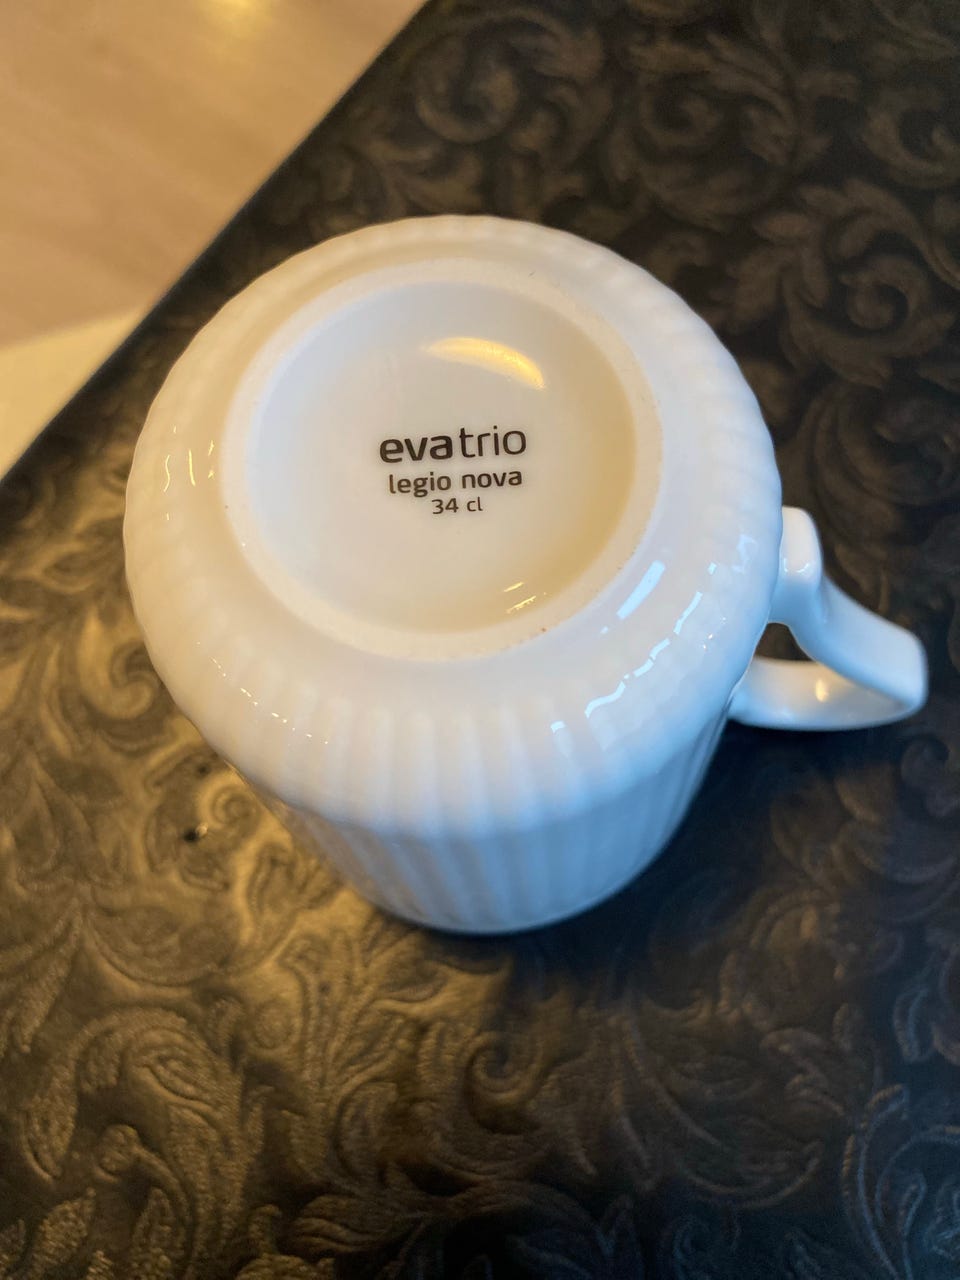 evatrio
legio nova
34 cl